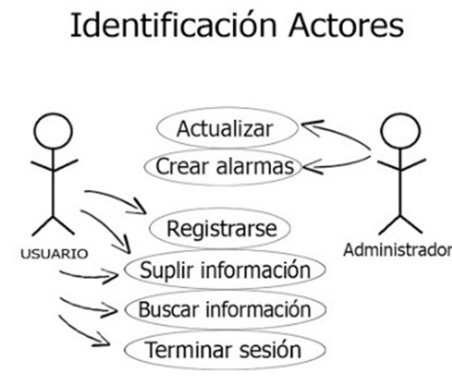 Identificación Actores
Actualizar
Crear alarmas
Registrarse
USUARIO
Administrador
Suplir información
Buscar información
Terminar sesión